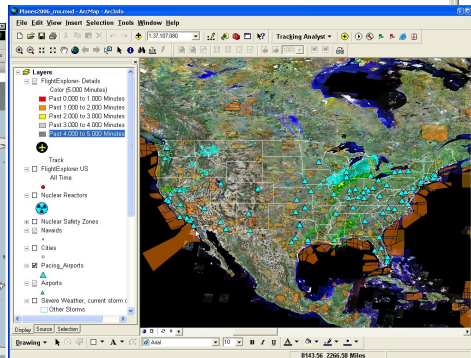 Planes2006_nw.mxd - ArcMap - ArcInfo
File Edit View Insert Selection Tools Window Help
1:37,107,080
Tracking Analyst
100%
Layers
FlightExplorer- Details
Color (5.000 Minutes)
Past 0.000 to 1.000 Minutes
Past 1.000 to 2.000 Minutes
Past 2.000 to 3.000 Minutes
Past 3.000 to 4.000 Minutes
Past 4.000 to 5.000 Minutes
Track
FlightExplorer US
All Time
Nuclear Reactors
Nuclear Safety Zones
Navaids
Cities
Pacing_Airports
Airports
Severe Weather, current storm c
Other Storms
Display Source Selection
Drawing A Arial 10 B I U A
8143.56 2266.58 Miles